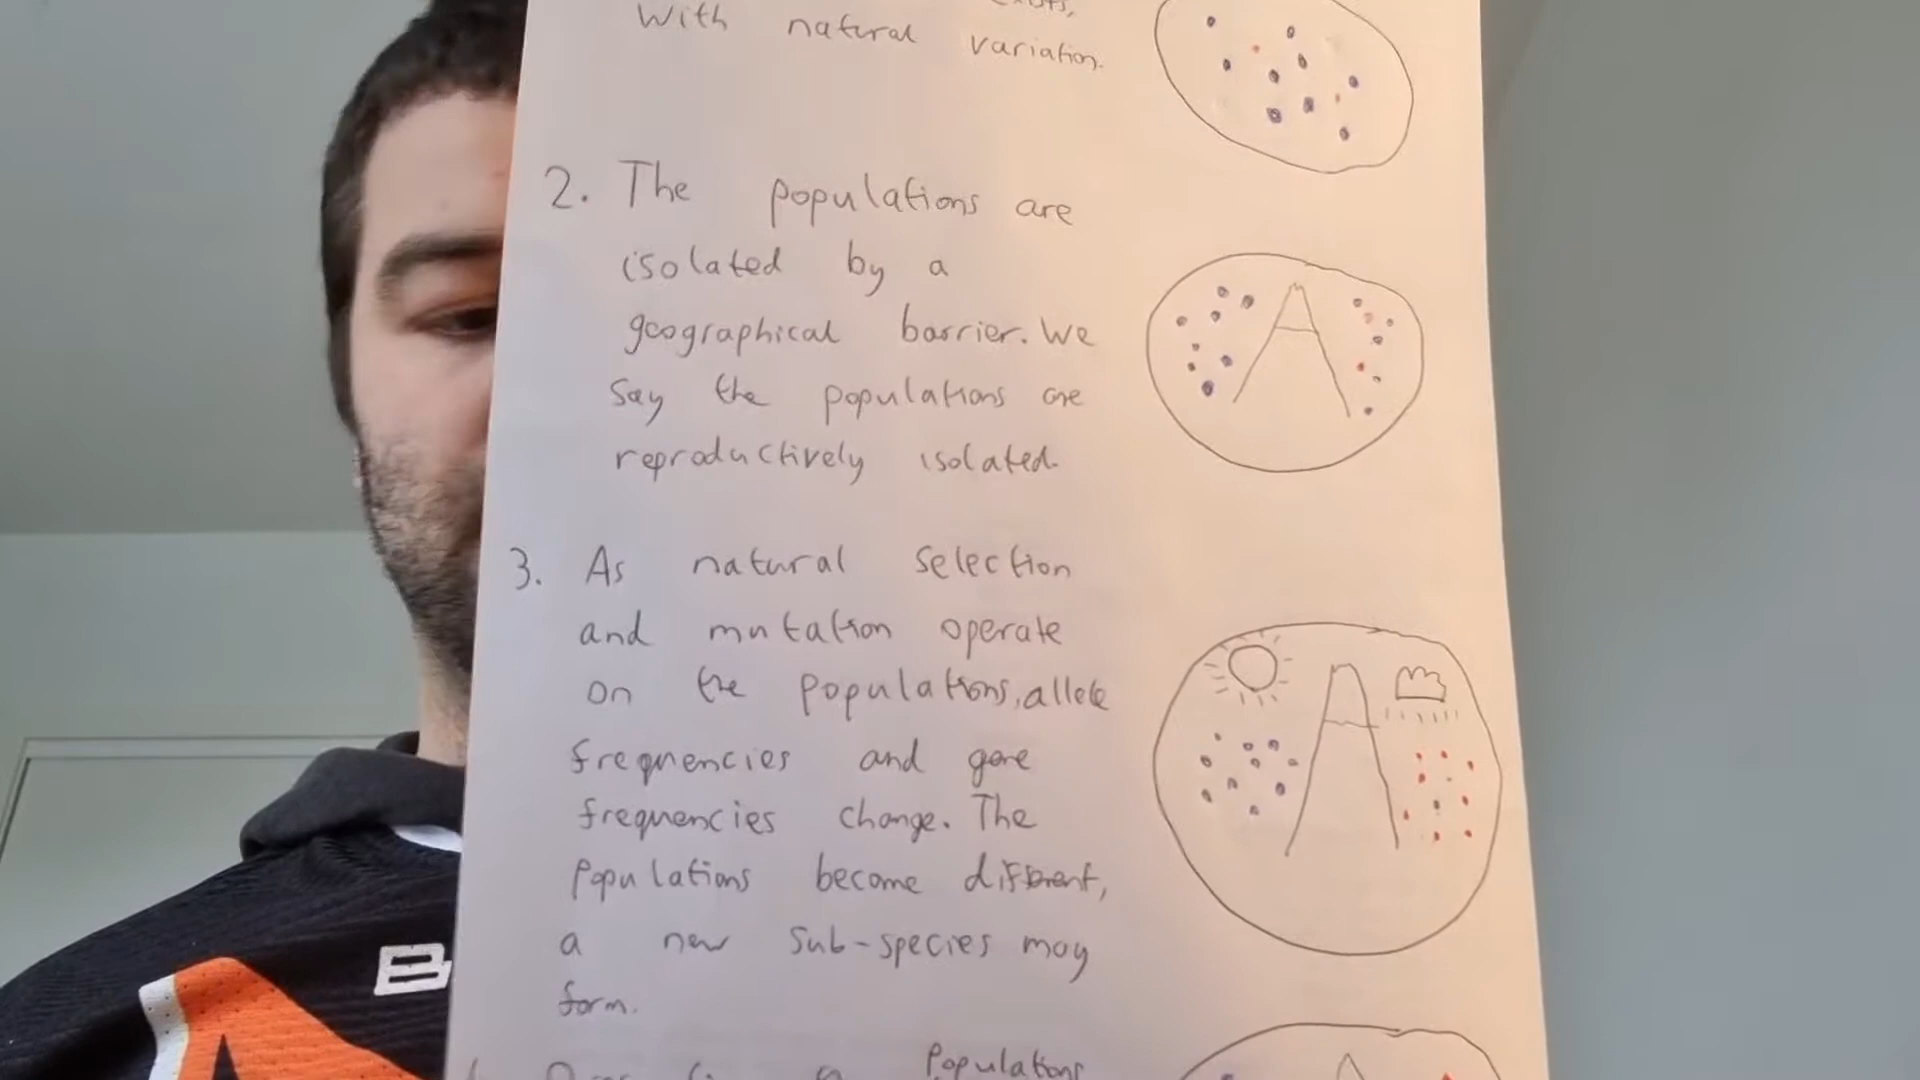 With natural variation.
2. The populations are
isolated by a
geographical barrier. We
say the populations are
reproductively isolated.
3. As natural selection
and mutation operate
on the populations, allele
frequencies and gene
frequencies change. The
populations become different,
a new sub-species may
form.
Populations
B